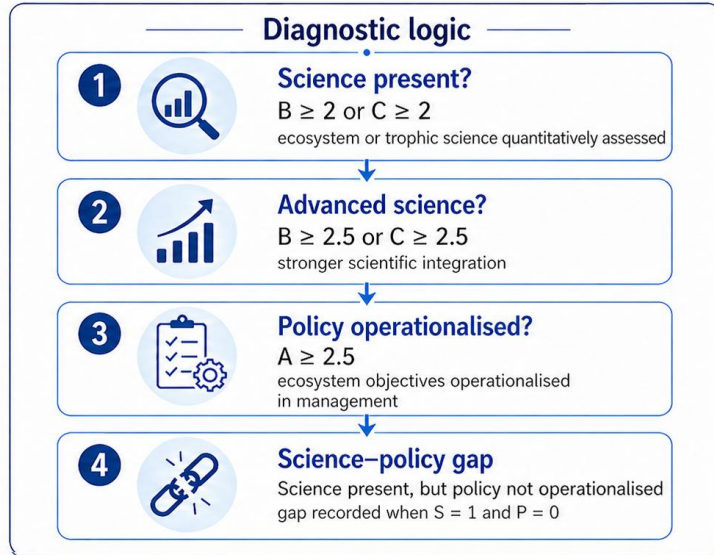 Diagnostic logic
1
Science present?
B ≥ 2 or C ≥ 2
ecosystem or trophic science quantitatively assessed
2
Advanced science?
B ≥ 2.5 or C ≥ 2.5
stronger scientific integration
3
Policy operationalised?
A ≥ 2.5
ecosystem objectives operationalised
in management
4
Science–policy gap
Science present, but policy not operationalised
gap recorded when S = 1 and P = 0